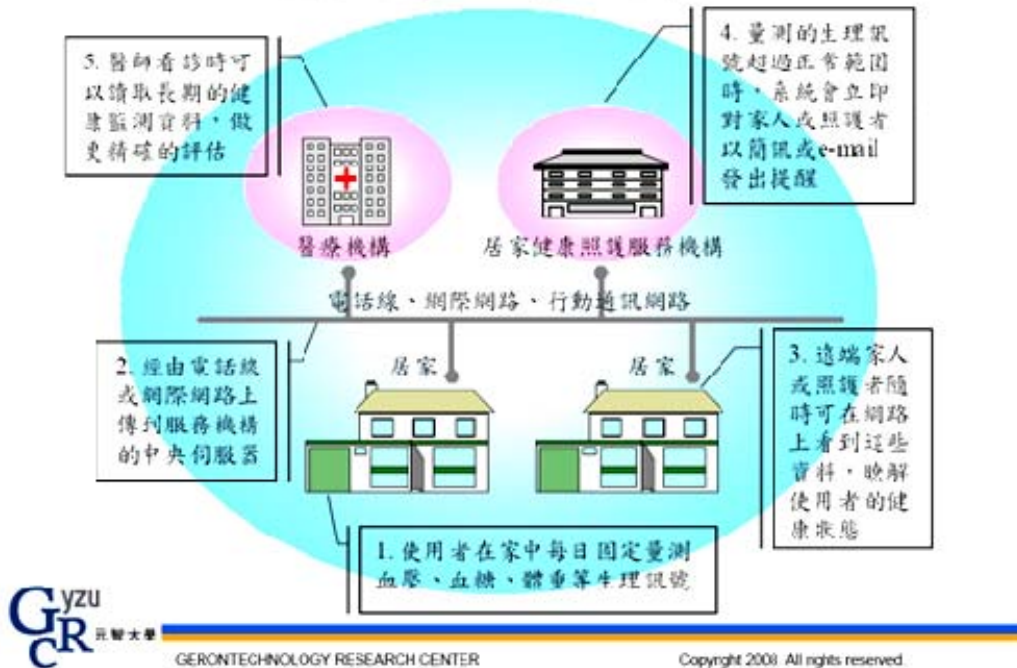 5. 醫師看診時可
以讀取長期的健
康監測資料，做
更精確的評估
4. 量測的生理訊
號超過正常範圍
時，系統會立即
對家人或照護者
以簡訊或e-mail
發出提醒
醫療機構
居家健康照護服務機構
電話線、網際網路、行動通訊網路
2. 經由電話線
或網際網路上
傳到服務機構
的中央伺服器
居家
居家
3. 遠端家人
或照護者隨
時可在網路
上看到這些
資料，瞭解
使用者的健
康狀態
1. 使用者在家中每日固定量測
血壓、血糖、體重等生理訊號
GRC yzu
元智大學
GERONTECHNOLOGY RESEARCH CENTER
Copyright 2008 All rights reserved